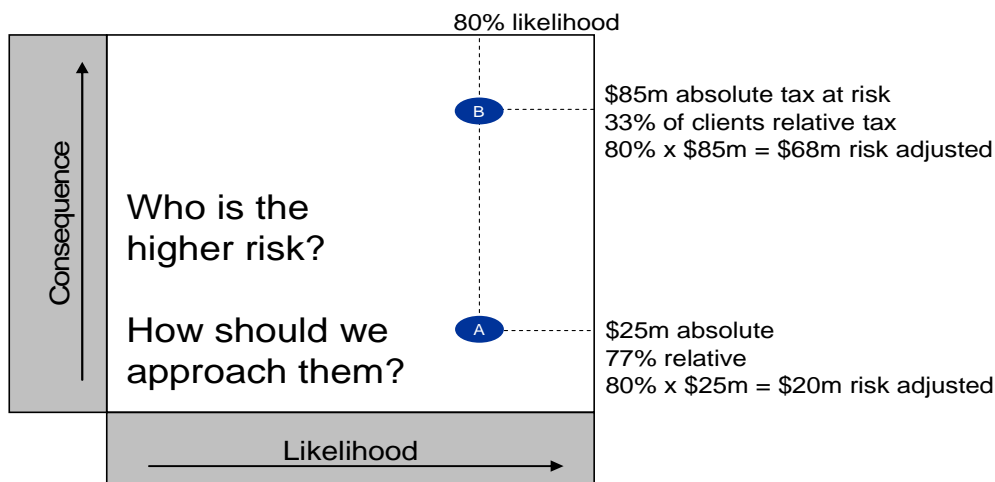 80% likelihood
B
$85m absolute tax at risk
33% of clients relative tax
80% x $85m = $68m risk adjusted
Consequence
Who is the
higher risk?
How should we
approach them?
A
$25m absolute
77% relative
80% x $25m = $20m risk adjusted
Likelihood